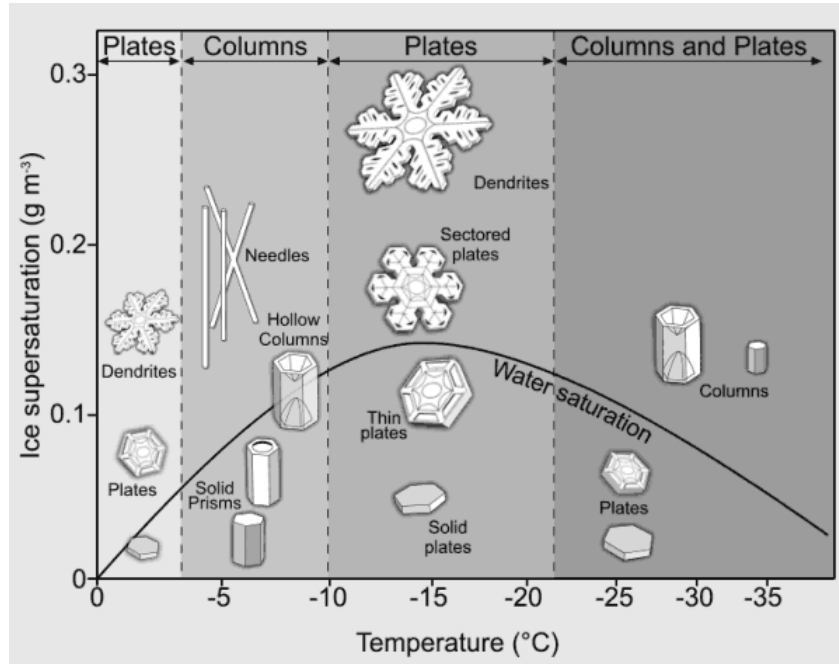 Plates
Columns
Plates
Columns and Plates
Ice supersaturation (g m⁻³)
0.3
0.2
0.1
0
Dendrites
Needles
Sectored
plates
Hollow
Columns
Dendrites
Columns
Water saturation
Thin
plates
Plates
Solid
Prisms
Plates
Solid
plates
0
-5
-10
-15
-20
-25
-30
-35
Temperature (°C)